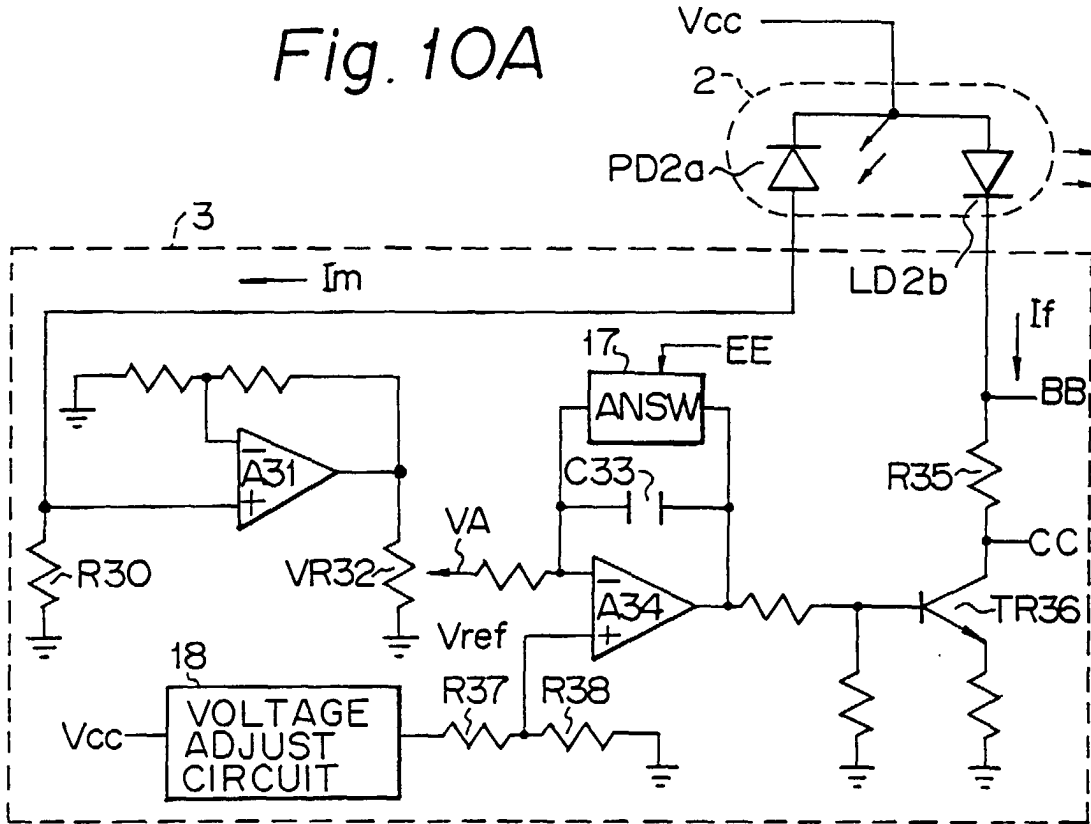 Fig. 10A
Vcc
2
PD2a
LD2b
3
Im
If
17
EE
ANSW
BB
C33
R35
A31
VA
CC
R30
VR32
A34
TR36
Vref
18
R37
R38
Vcc
VOLTAGE
ADJUST
CIRCUIT